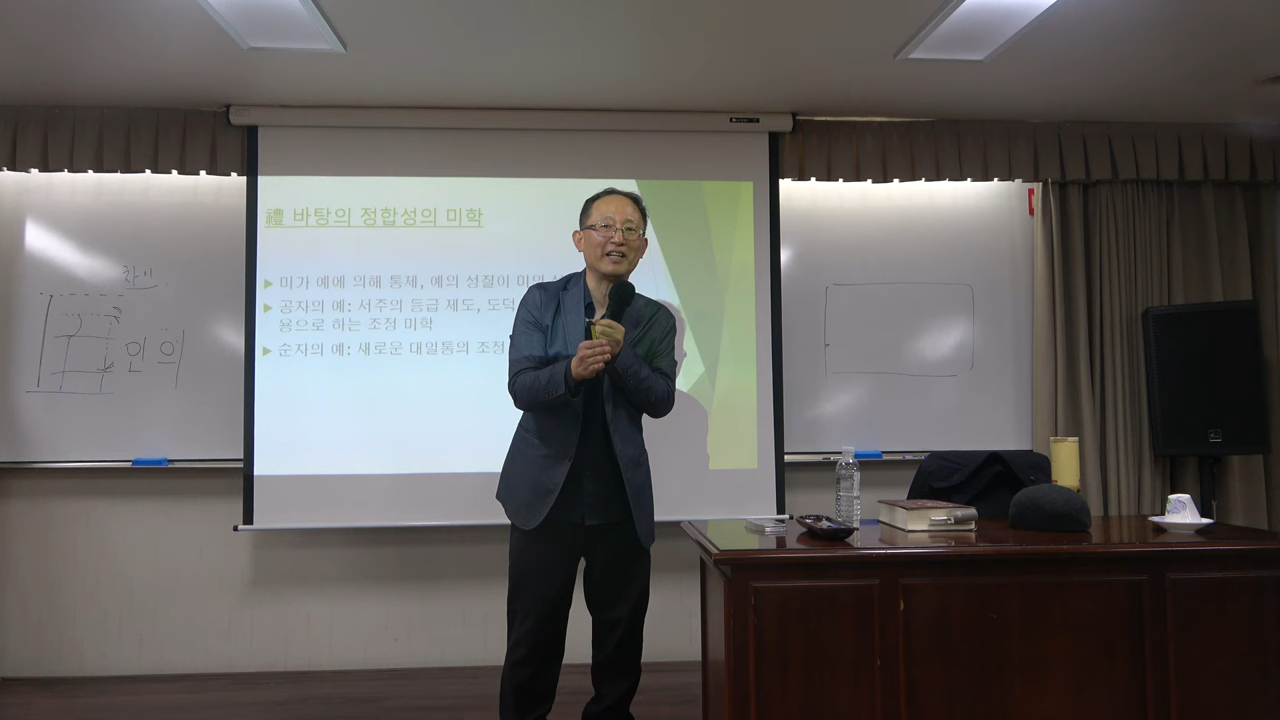 禮 바탕의 정합성의 미학
▶ 미가 예에 의해 통제, 예의 성질이 미의
▶ 공자의 예: 서주의 등급 제도, 도덕
용으로 하는 조정 미학
▶ 순자의 예: 새로운 대일통의 조정
인 의